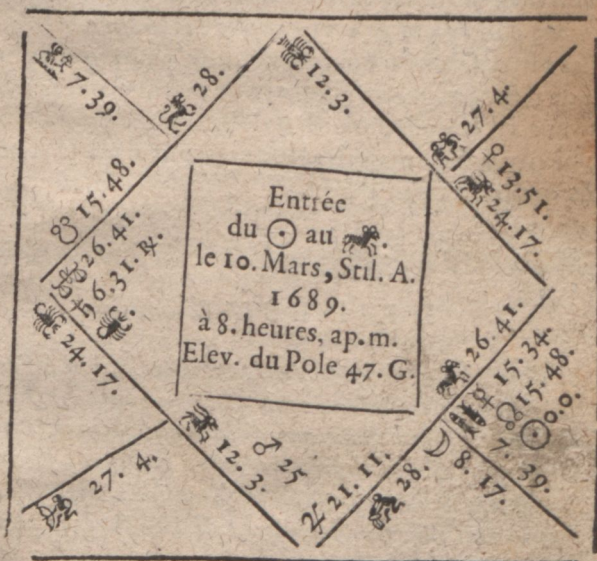 7. 39.
28.
12. 3.
27. 4.
☊ 15. 48.
♀ 13. 51.
24. 17.
26. 41.
♄ 6. 31. ℞.
24. 17.
Entrée
du ☉ au ♈.
le 10. Mars, Stil. A.
1689.
à 8. heures, ap. m.
Elev. du Pole 47. G.
26. 41.
☿ 15. 34.
☊ 15. 48.
☉ 0. 0.
7. 39.
☽ 8. 17.
28.
♃ 21. 11.
♂ 25
12. 3.
27. 4.